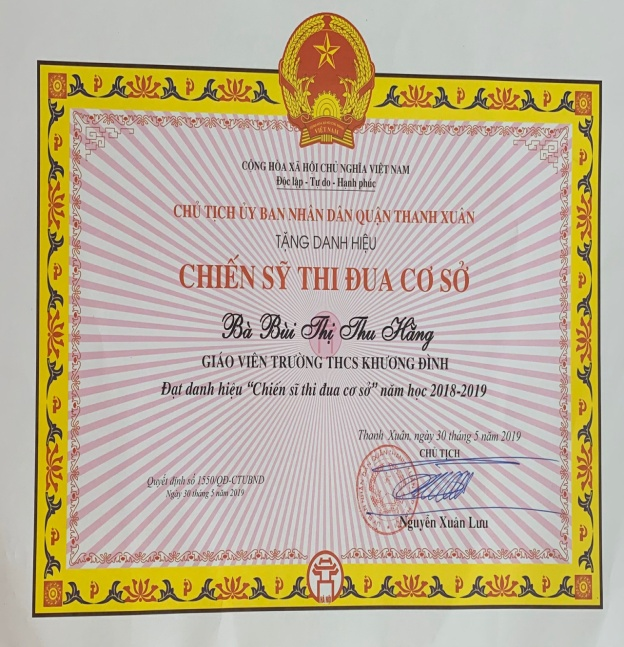 VIỆT NAM
CỘNG HÒA XÃ HỘI CHỦ NGHĨA VIỆT NAM
Độc lập - Tự do - Hạnh phúc
CHỦ TỊCH ỦY BAN NHÂN DÂN QUẬN THANH XUÂN
TẶNG DANH HIỆU
CHIẾN SỸ THI ĐUA CƠ SỞ
Bà Bùi Thị Thu Hằng
GIÁO VIÊN TRƯỜNG THCS KHƯƠNG ĐÌNH
Đạt danh hiệu “Chiến sĩ thi đua cơ sở” năm học 2018-2019
Thanh Xuân, ngày 30 tháng 5 năm 2019
CHỦ TỊCH
Quyết định số 1550/QĐ-CTUBND
Ngày 30 tháng 5 năm 2019
Nguyễn Xuân Lưu